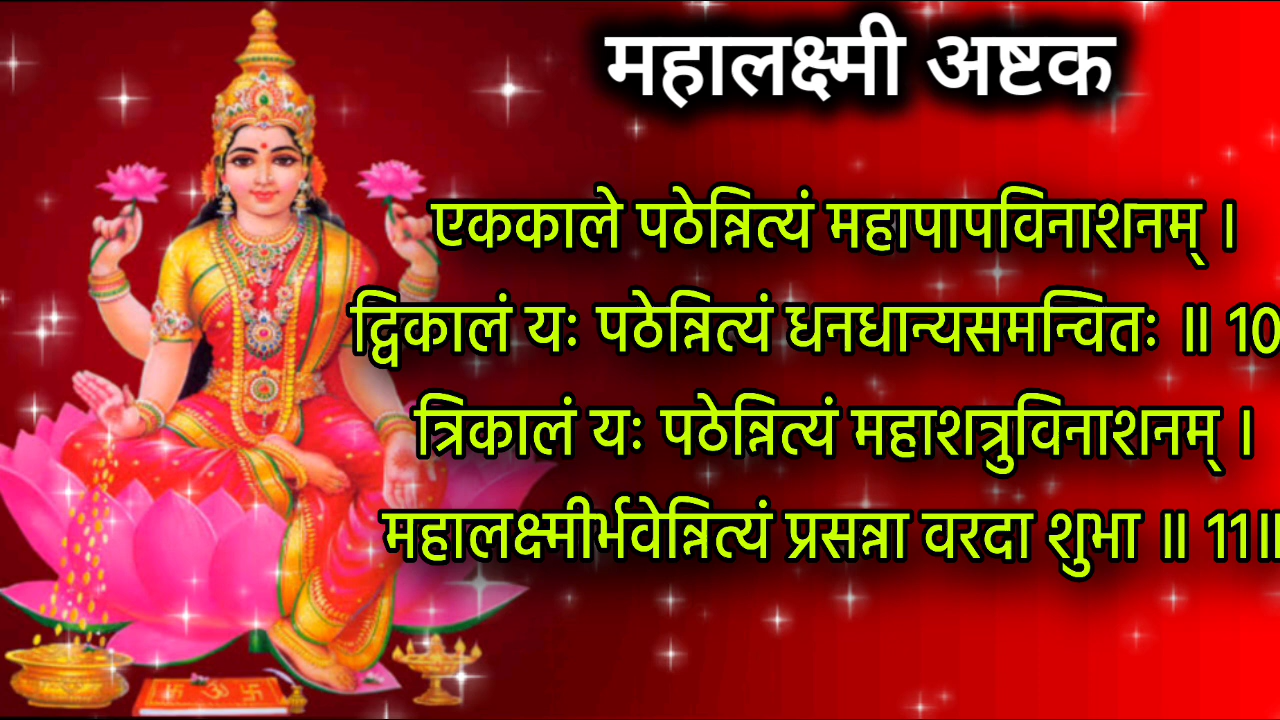 महालक्ष्मी अष्टक
एककाले पठेन्नित्यं महापापविनाशनम् ।
द्विकालं यः पठेन्नित्यं धनधान्यसमन्वितः ॥ 10
त्रिकालं यः पठेन्नित्यं महाशत्रुविनाशनम् ।
महालक्ष्मीर्भवेन्नित्यं प्रसन्ना वरदा शुभा ॥ 11॥
ॐ